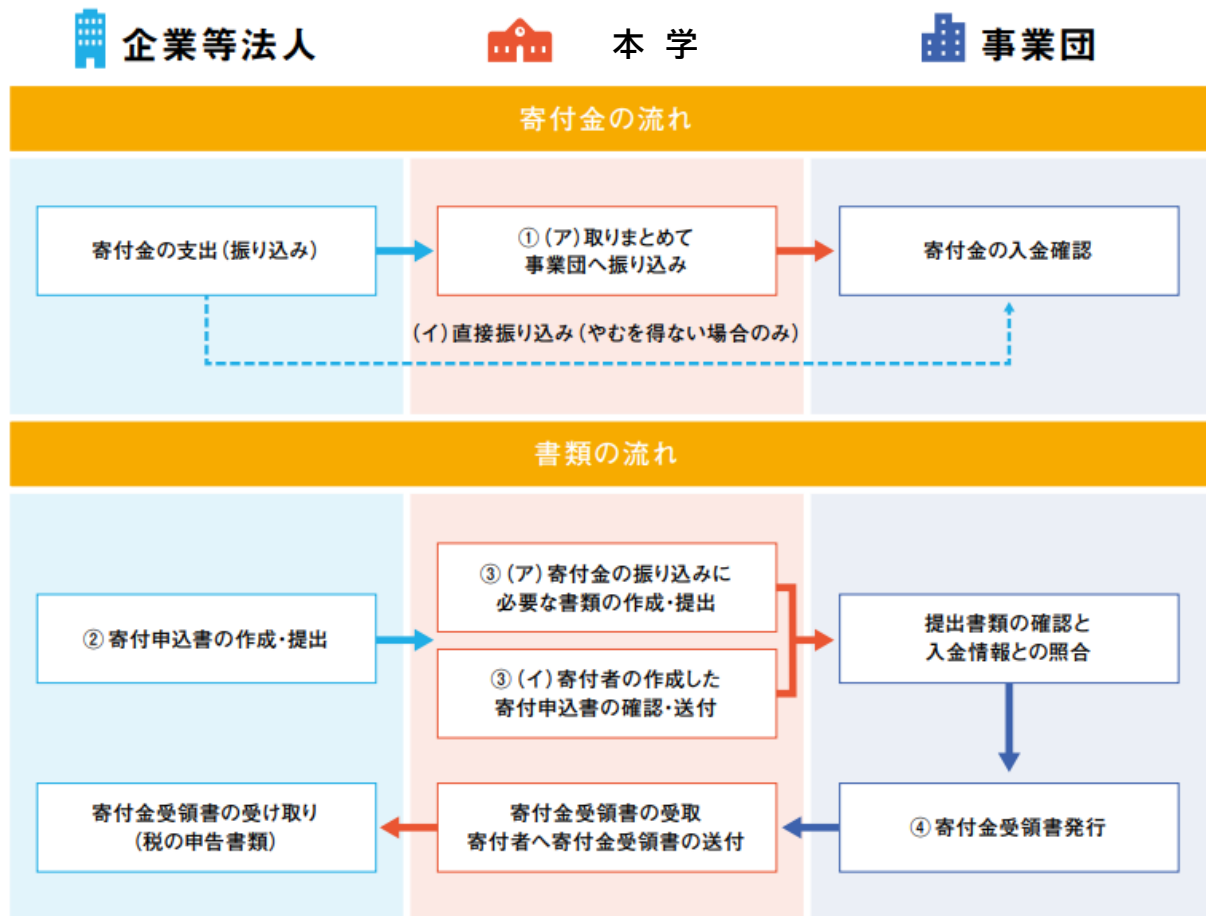 企業等法人
本学
事業団
寄付金の流れ
寄付金の支出(振り込み)
①(ア)取りまとめて
事業団へ振り込み
寄付金の入金確認
(イ)直接振り込み(やむを得ない場合のみ)
書類の流れ
②寄付申込書の作成・提出
③(ア)寄付金の振り込みに
必要な書類の作成・提出
③(イ)寄付者の作成した
寄付申込書の確認・送付
提出書類の確認と
入金情報との照合
寄付金受領書の受け取り
(税の申告書類)
寄付金受領書の受取
寄付者へ寄付金受領書の送付
④寄付金受領書発行